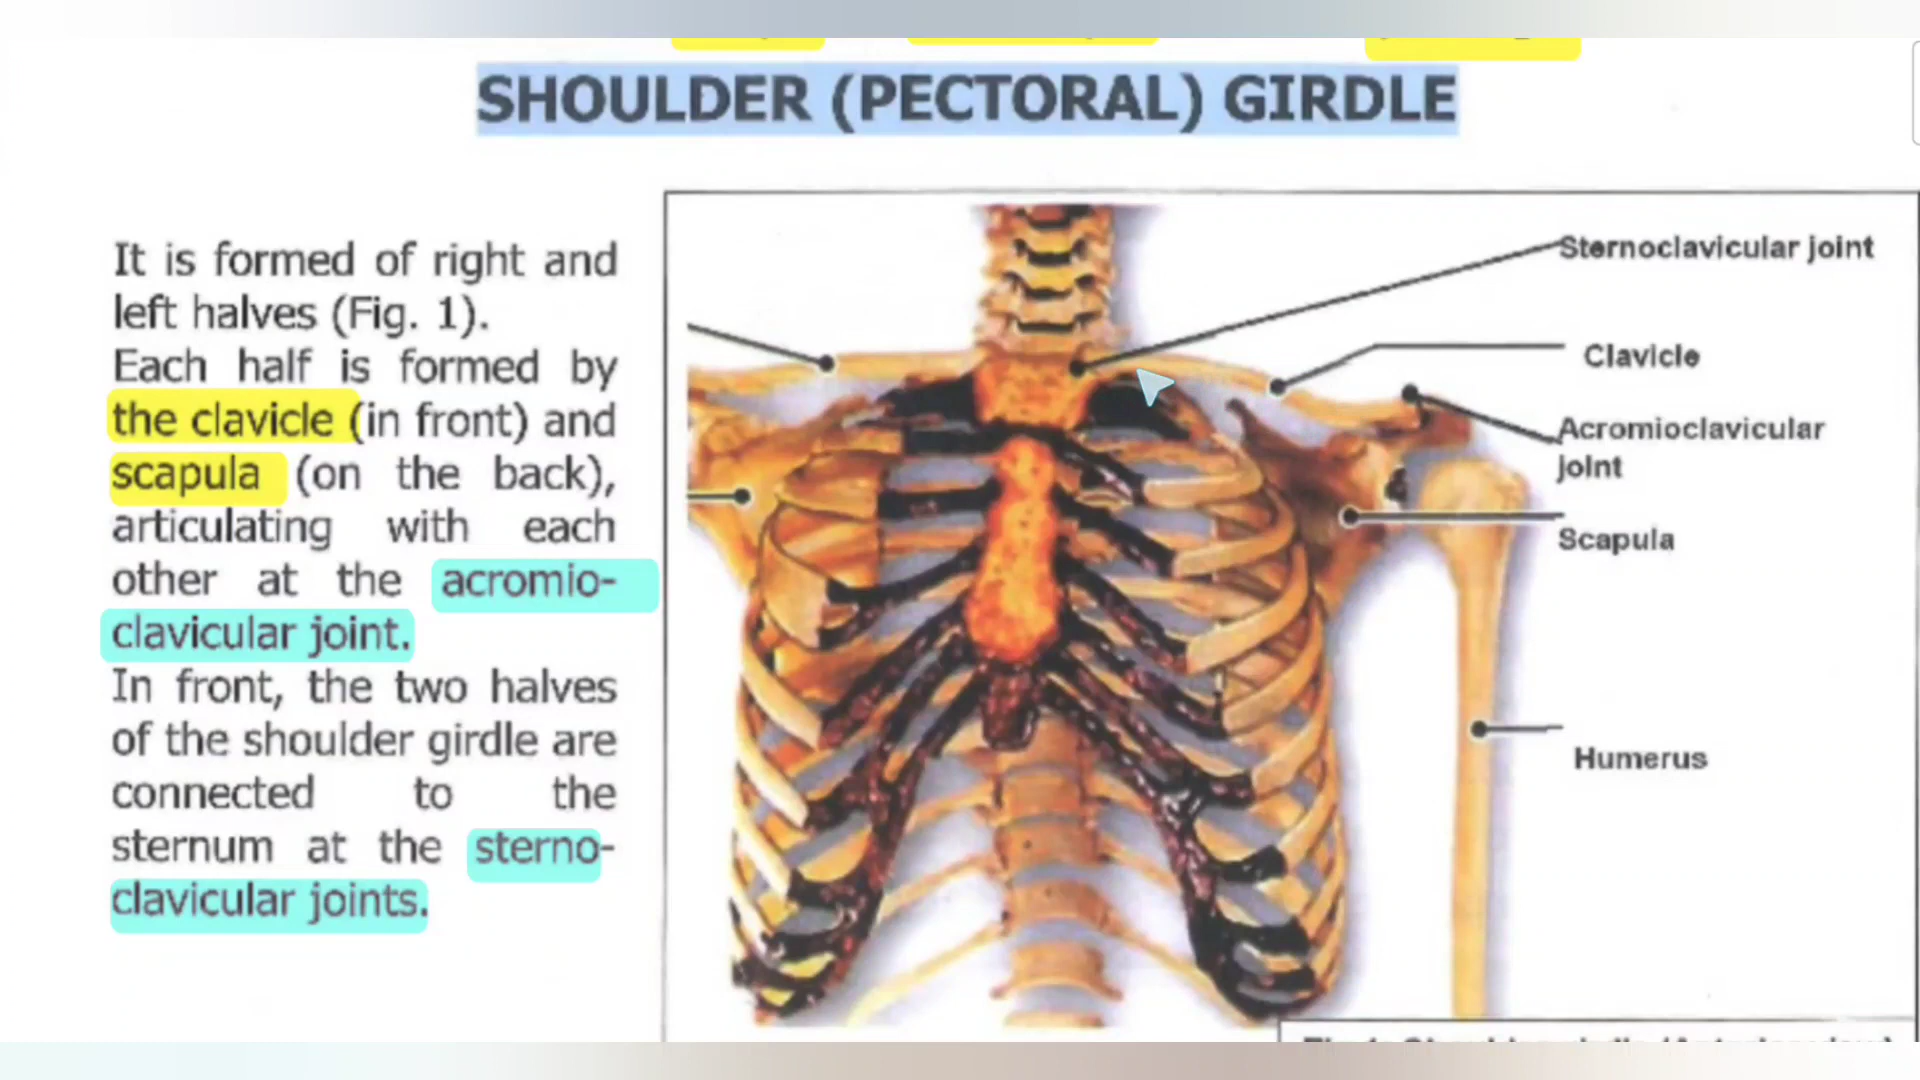 SHOULDER (PECTORAL) GIRDLE
It is formed of right and
left halves (Fig. 1).
Each half is formed by
the clavicle (in front) and
scapula (on the back),
articulating with each
other at the acromio-
clavicular joint.
In front, the two halves
of the shoulder girdle are
connected to the
sternum at the sterno-
clavicular joints.
Sternoclavicular joint
Clavicle
Acromioclavicular
joint
Scapula
Humerus